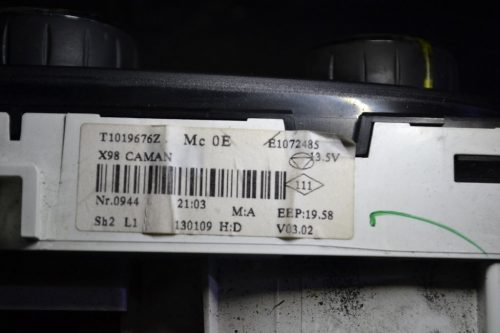 T1019676Z Mc 0E E1072485
X98 CAMAN 13.5V
111
Nr.0944 21:03
M:A EEP:19.58
Sh2 L1 130109 H:D V03.02